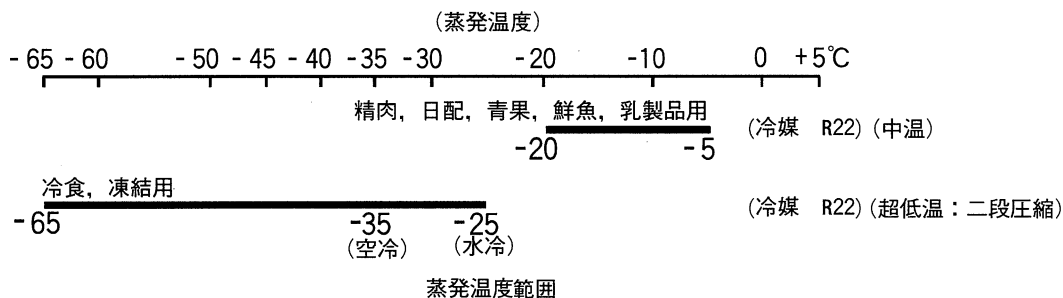 (蒸発温度)
-65 -60 -50 -45 -40 -35 -30 -20 -10 0 +5℃
精肉，日配，青果，鮮魚，乳製品用
(冷媒 R22)(中温)
-20 -5
冷食，凍結用
(冷媒 R22)(超低温：二段圧縮)
-65 -35 -25
(空冷) (水冷)
蒸発温度範囲